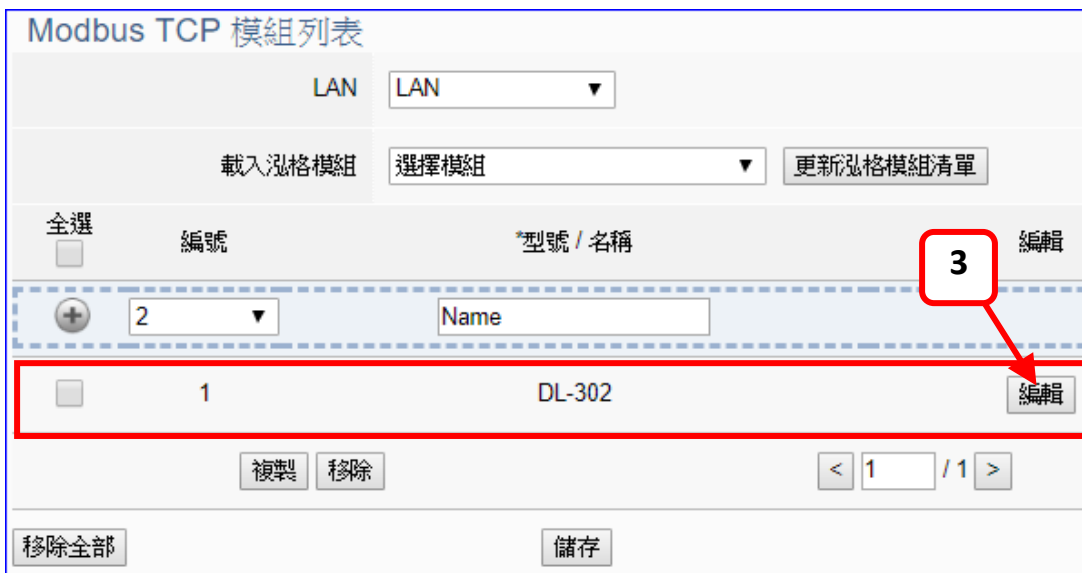 Modbus TCP 模組列表
LAN LAN ▼
載入泓格模組 選擇模組 ▼ 更新泓格模組清單
全選 編號 *型號 / 名稱 編輯
3
2 ▼ Name
1 DL-302 編輯
複製 移除 < 1 / 1 >
移除全部 儲存